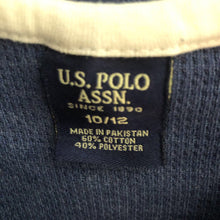 U.S. POLO
ASSN.
SINCE 1890
10/12
MADE IN PAKISTAN
60% COTTON
40% POLYESTER